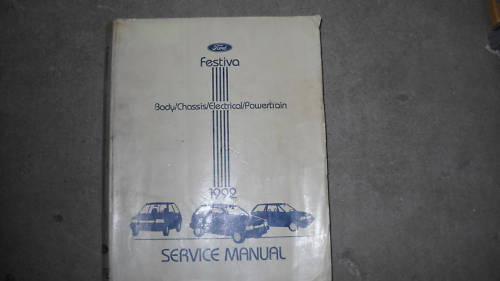 Ford
Festiva
Body/Chassis/Electrical/Powertrain
1992
SERVICE MANUAL